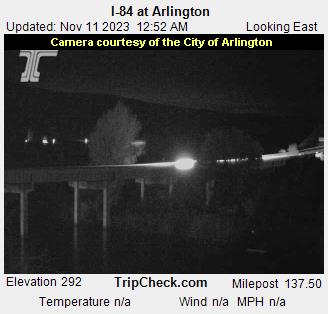 I-84 at Arlington
Updated: Nov 11 2023 12:52 AM Looking East
Camera courtesy of the City of Arlington
Elevation 292 TripCheck.com Milepost 137.50
Temperature n/a Wind n/a MPH n/a